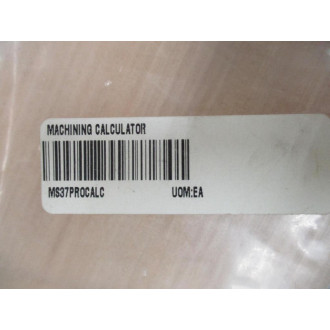 MACHINING CALCULATOR
MS37PROCALC UOM:EA